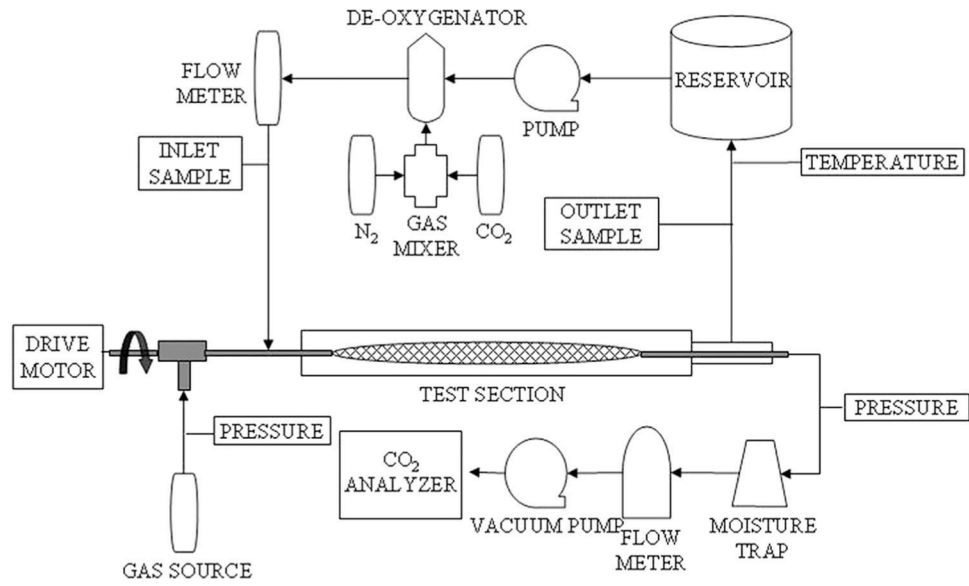 DE-OXYGENATOR
FLOW
METER
PUMP
RESERVOIR
INLET
SAMPLE
TEMPERATURE
N₂
GAS
MIXER
CO₂
OUTLET
SAMPLE
DRIVE
MOTOR
TEST SECTION
PRESSURE
PRESSURE
CO₂
ANALYZER
VACUUM PUMP
FLOW
METER
MOISTURE
TRAP
GAS SOURCE